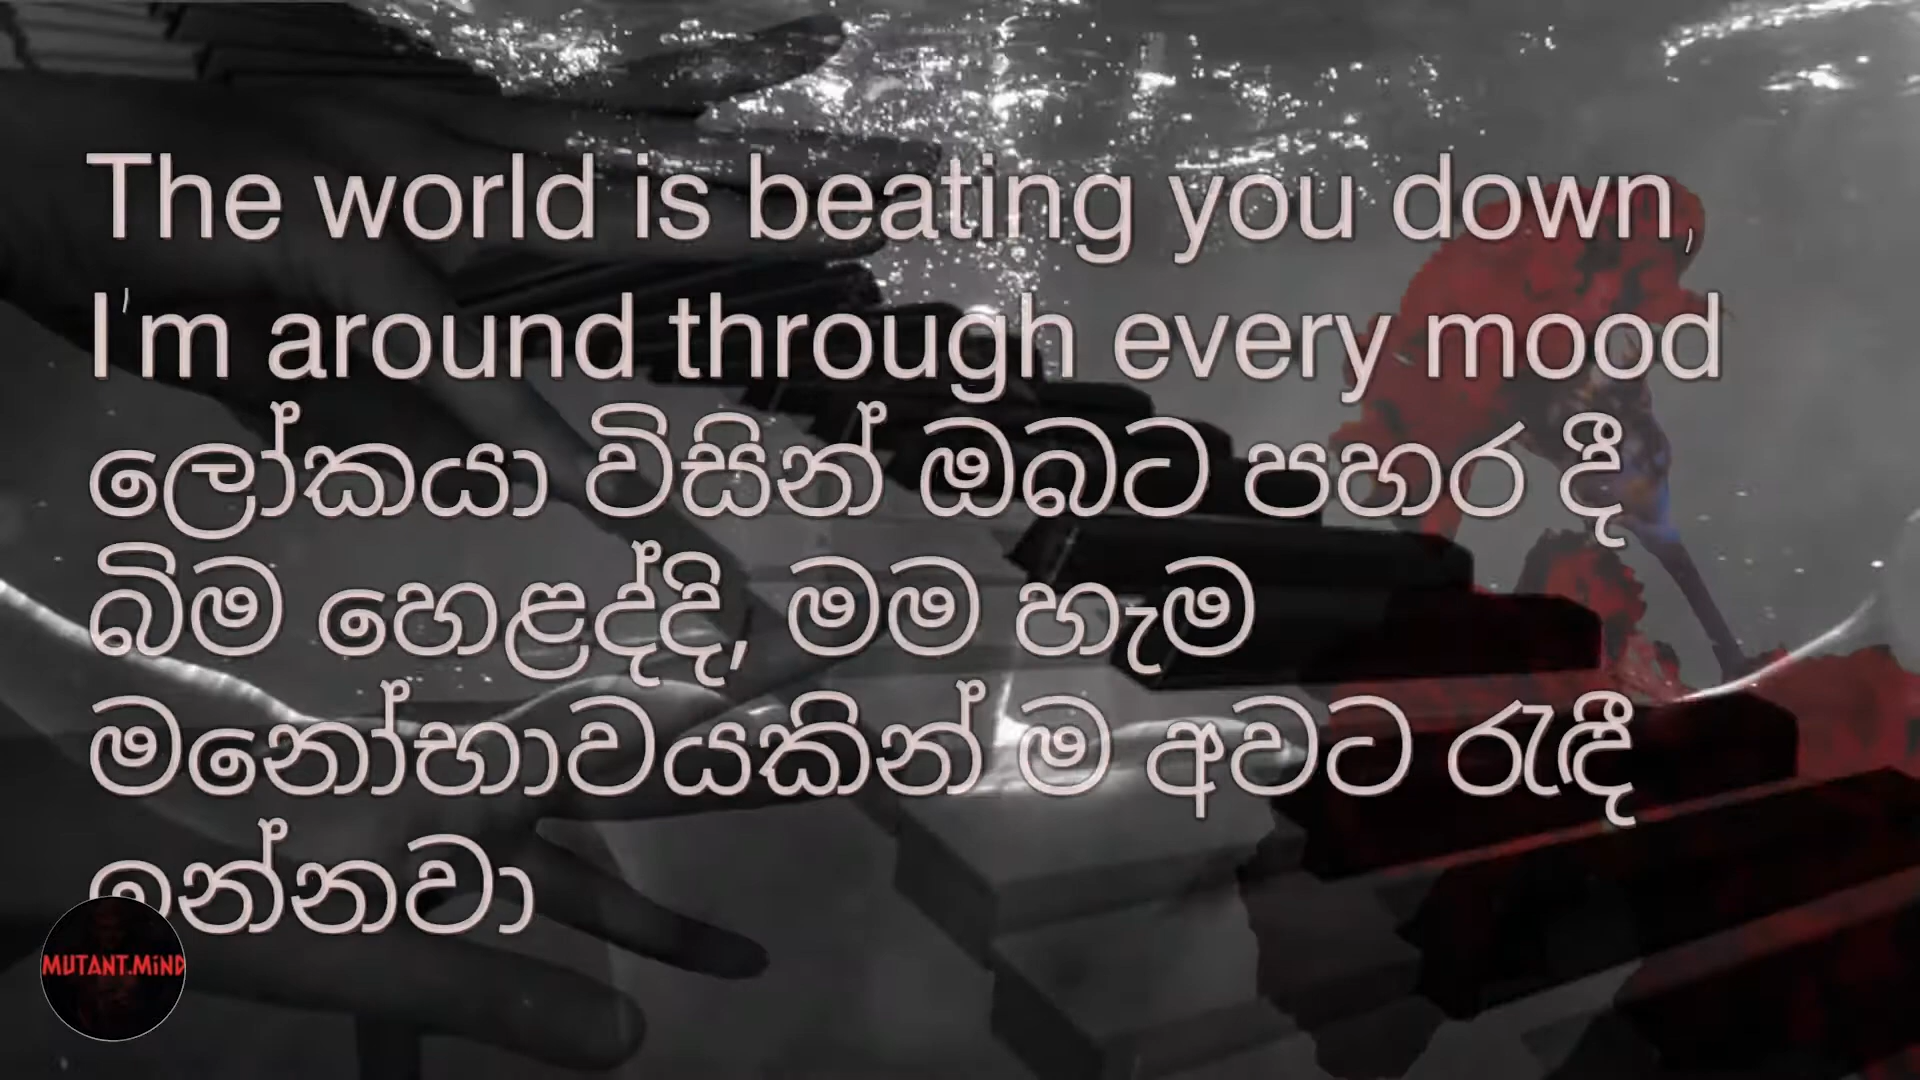 The world is beating you down,
I'm around through every mood
ලෝකයා විසින් ඔබට පහර දී
බිම හෙළද්දි, මම හැම
මනෝභාවයකින් ම අවට රැඳී
ඉන්නවා
MUTANT.MiND